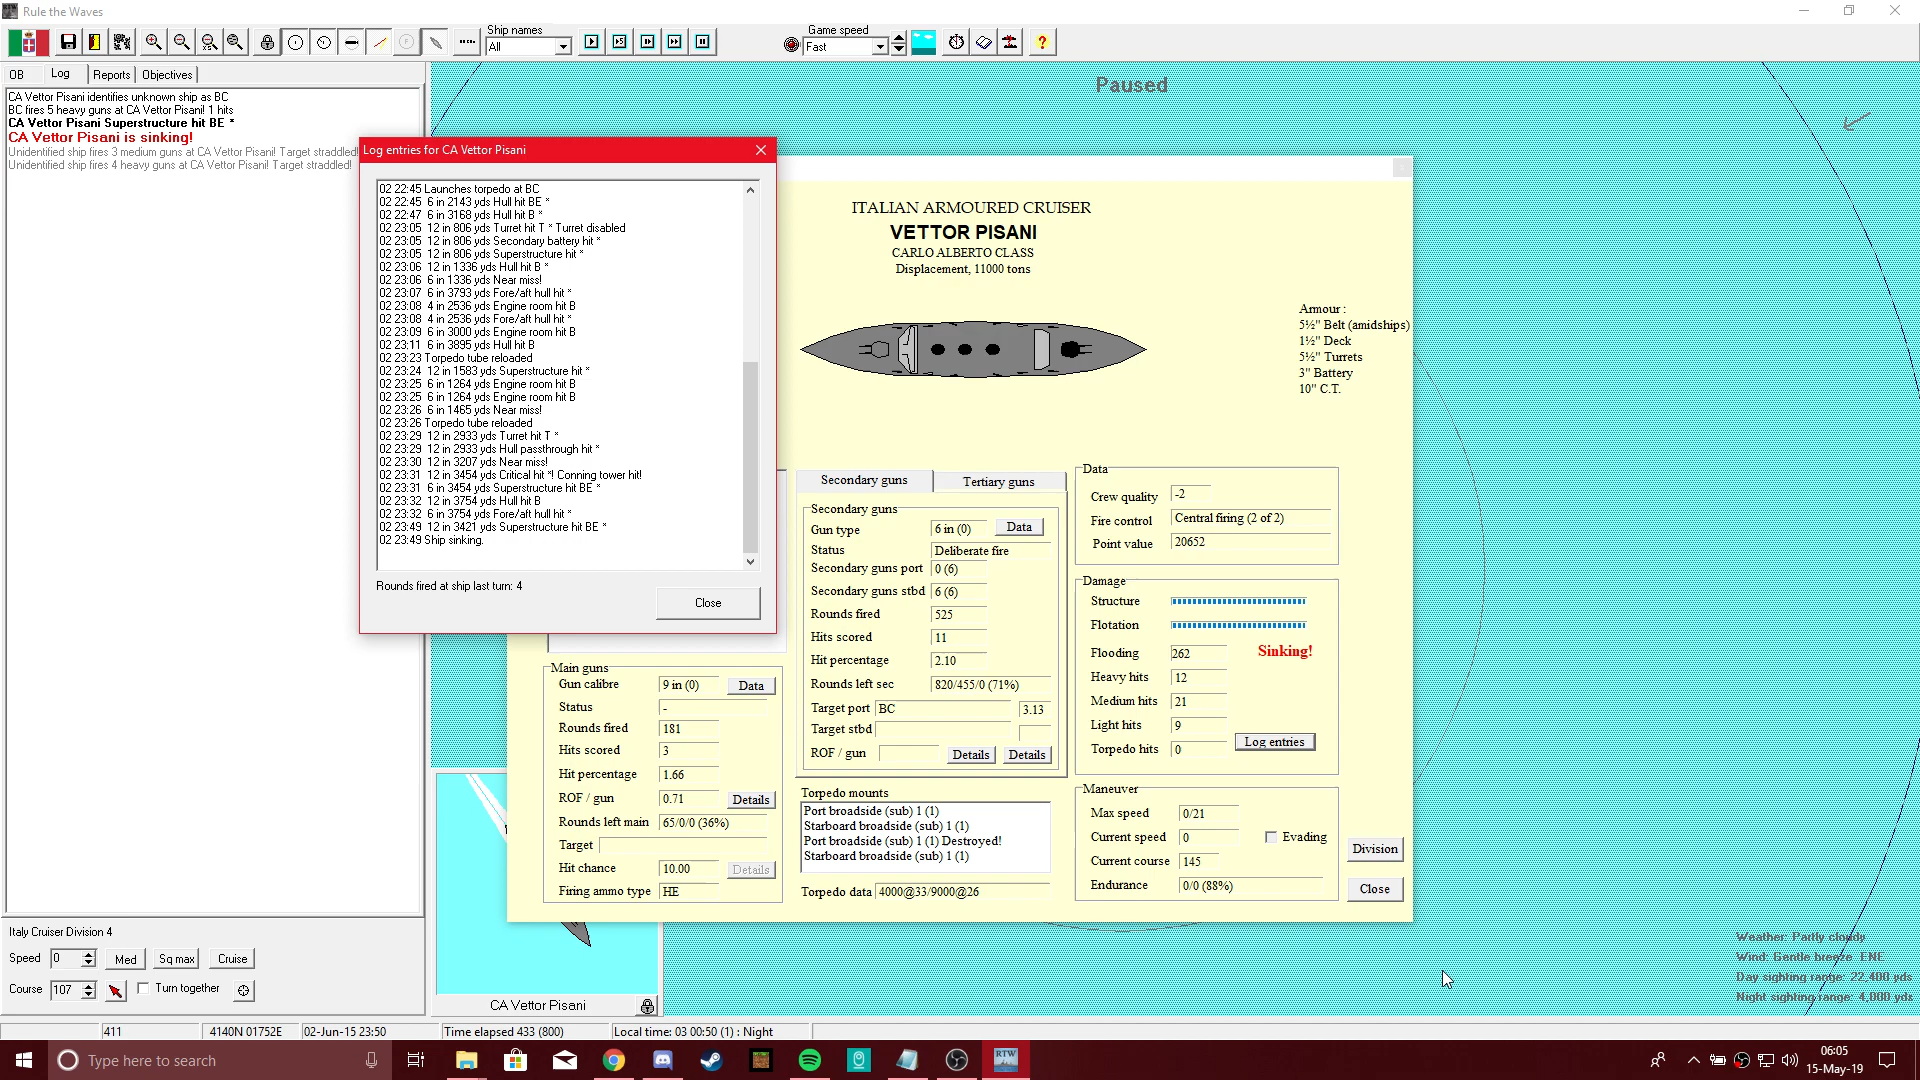 Rule the Waves
Ship names
All
Game speed
Fast
OB
Log
Reports
Objectives
CA Vettor Pisani identifies unknown ship as BC
BC fires 5 heavy guns at CA Vettor Pisani! 1 hits
CA Vettor Pisani Superstructure hit BE *
CA Vettor Pisani is sinking!
Unidentified ship fires 3 medium guns at CA Vettor Pisani! Target straddled!
Unidentified ship fires 4 heavy guns at CA Vettor Pisani! Target straddled!
Paused
Log entries for CA Vettor Pisani
02 22:45 Launches torpedo at BC
02 22:45 6 in 2143 yds Hull hit BE *
02 22:47 6 in 3168 yds Hull hit B *
02 23:05 12 in 806 yds Turret hit T * Turret disabled
02 23:05 12 in 806 yds Secondary battery hit *
02 23:05 12 in 806 yds Superstructure hit *
02 23:06 12 in 1336 yds Hull hit B *
02 23:06 6 in 1336 yds Near miss!
02 23:07 6 in 3793 yds Fore/aft hull hit *
02 23:08 4 in 2536 yds Engine room hit B
02 23:08 4 in 2536 yds Fore/aft hull hit *
02 23:09 6 in 3000 yds Engine room hit B
02 23:11 6 in 3895 yds Hull hit B
02 23:23 Torpedo tube reloaded
02 23:24 12 in 1583 yds Superstructure hit *
02 23:25 6 in 1264 yds Engine room hit B
02 23:25 6 in 1264 yds Engine room hit B
02 23:26 6 in 1465 yds Near miss!
02 23:26 Torpedo tube reloaded
02 23:29 12 in 2933 yds Turret hit T *
02 23:29 12 in 2933 yds Hull passthrough hit *
02 23:30 12 in 3207 yds Near miss!
02 23:31 12 in 3454 yds Critical hit *! Conning tower hit!
02 23:31 6 in 3454 yds Superstructure hit BE *
02 23:32 12 in 3754 yds Hull hit B
02 23:32 6 in 3754 yds Fore/aft hull hit *
02 23:49 12 in 3421 yds Superstructure hit BE *
02 23:49 Ship sinking.
Rounds fired at ship last turn: 4
Close
ITALIAN ARMOURED CRUISER
VETTOR PISANI
CARLO ALBERTO CLASS
Displacement, 11000 tons
Armour :
5½" Belt (amidships)
1½" Deck
5½" Turrets
3" Battery
10" C.T.
Main guns
Gun calibre 9 in (0) Data
Status -
Rounds fired 181
Hits scored 3
Hit percentage 1.66
ROF / gun 0.71 Details
Rounds left main 65/0/0 (36%)
Target
Hit chance 10.00 Details
Firing ammo type HE
Secondary guns
Tertiary guns
Secondary guns
Gun type 6 in (0) Data
Status Deliberate fire
Secondary guns port 0 (6)
Secondary guns stbd 6 (6)
Rounds fired 525
Hits scored 11
Hit percentage 2.10
Rounds left sec 820/455/0 (71%)
Target port BC 3.13
Target stbd
ROF / gun Details Details
Torpedo mounts
Port broadside (sub) 1 (1)
Starboard broadside (sub) 1 (1)
Port broadside (sub) 1 (1) Destroyed!
Starboard broadside (sub) 1 (1)
Torpedo data 4000@33/9000@26
Data
Crew quality -2
Fire control Central firing (2 of 2)
Point value 20652
Damage
Structure
Flotation
Flooding 262 Sinking!
Heavy hits 12
Medium hits 21
Light hits 9
Torpedo hits 0 Log entries
Maneuver
Max speed 0/21
Current speed 0 Evading
Current course 145
Endurance 0/0 (88%)
Division
Close
Italy Cruiser Division 4
Speed 0 Med Sq max Cruise
Course 107 Turn together
CA Vettor Pisani
Weather: Partly cloudy
Wind: Gentle breeze ENE
Day sighting range: 22,400 yds
Night sighting range: 4,000 yds
411
4140N 01752E
02-Jun-15 23:50
Time elapsed 433 (800)
Local time: 03 00:50 (1) : Night
Type here to search
RTW
06:05
15-May-19